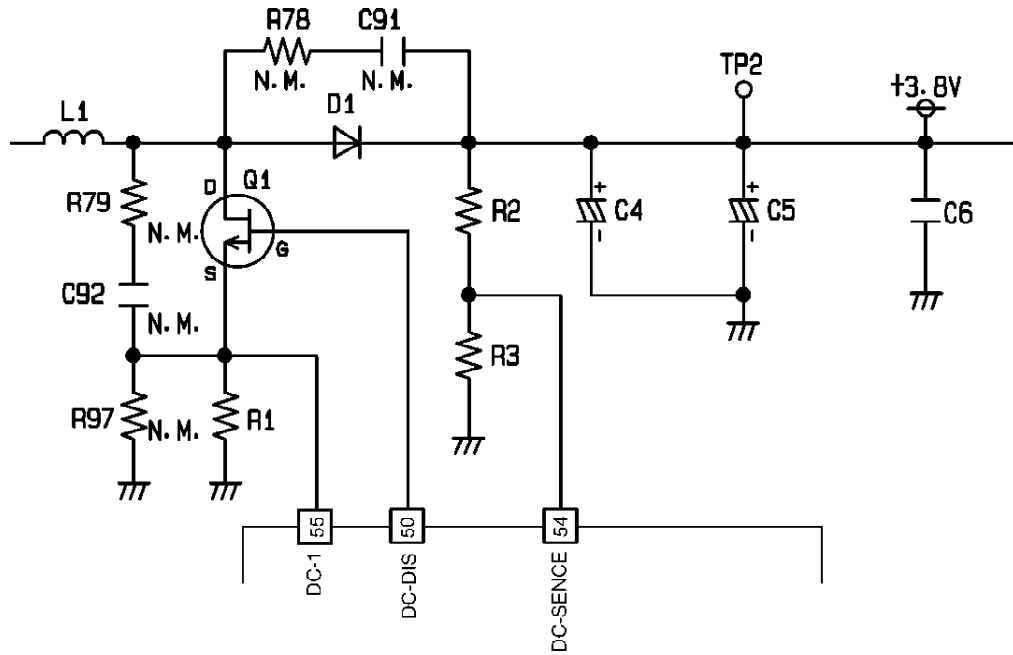 R78
C91
N.M.
N.M.
TP2
+3.8V
L1
D1
D
Q1
R79
R2
C4
C5
C6
N.M.
G
S
C92
N.M.
R3
R97
N.M.
R1
55
50
54
DC-1
DC-DIS
DC-SENCE